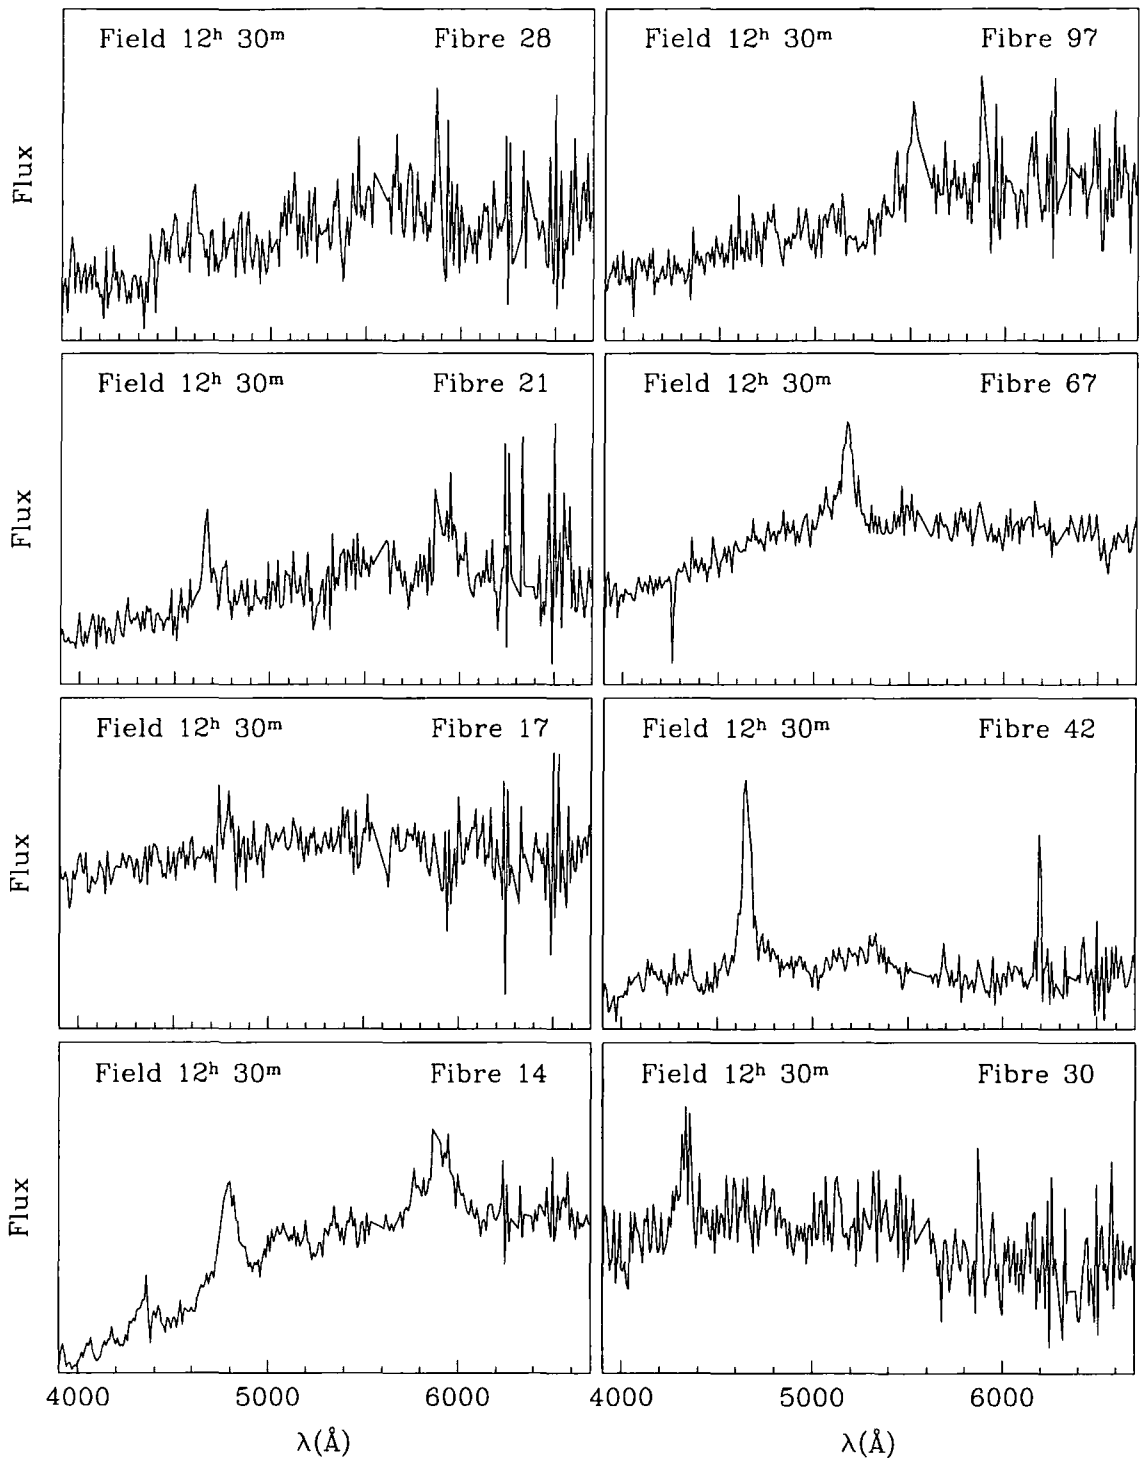 Field 12ʰ 30ᵐ Fibre 28
Field 12ʰ 30ᵐ Fibre 97
Flux
Field 12ʰ 30ᵐ Fibre 21
Field 12ʰ 30ᵐ Fibre 67
Flux
Field 12ʰ 30ᵐ Fibre 17
Field 12ʰ 30ᵐ Fibre 42
Flux
Field 12ʰ 30ᵐ Fibre 14
Field 12ʰ 30ᵐ Fibre 30
Flux
4000 5000 6000
4000 5000 6000
λ(Å)
λ(Å)